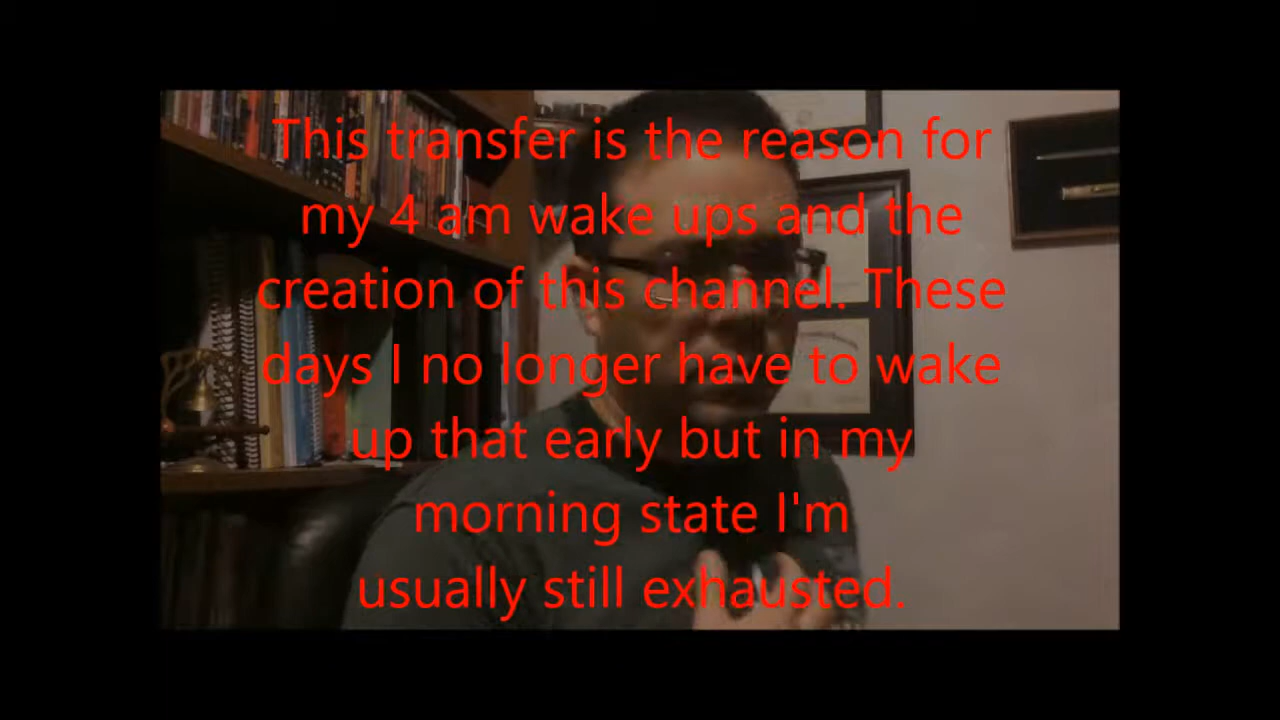 This transfer is the reason for
my 4 am wake ups and the
creation of this channel. These
days I no longer have to wake
up that early but in my
morning state I'm
usually still exhausted.